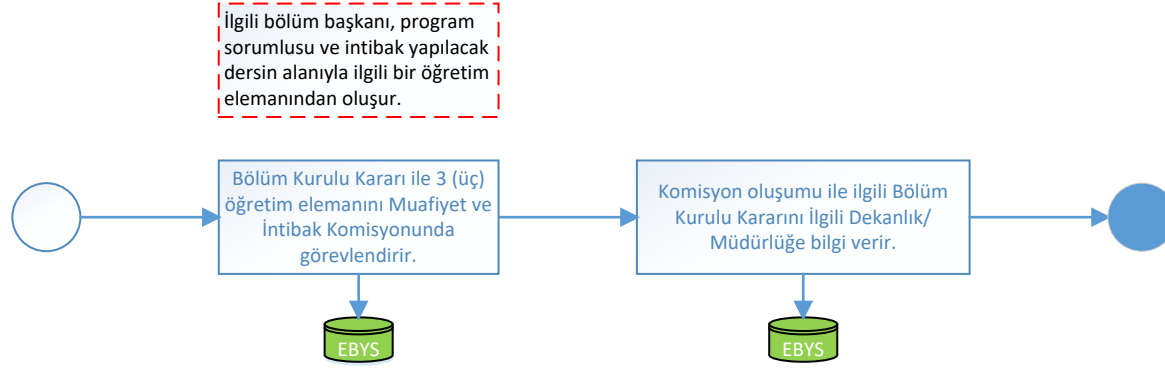 İlgili bölüm başkanı, program
sorumlusu ve intibak yapılacak
dersin alanıyla ilgili bir öğretim
elemanından oluşur.
Bölüm Kurulu Kararı ile 3 (üç)
öğretim elemanını Muafiyet ve
İntibak Komisyonunda
görevlendirir.
Komisyon oluşumu ile ilgili Bölüm
Kurulu Kararını İlgili Dekanlık/
Müdürlüğe bilgi verir.
EBYS
EBYS